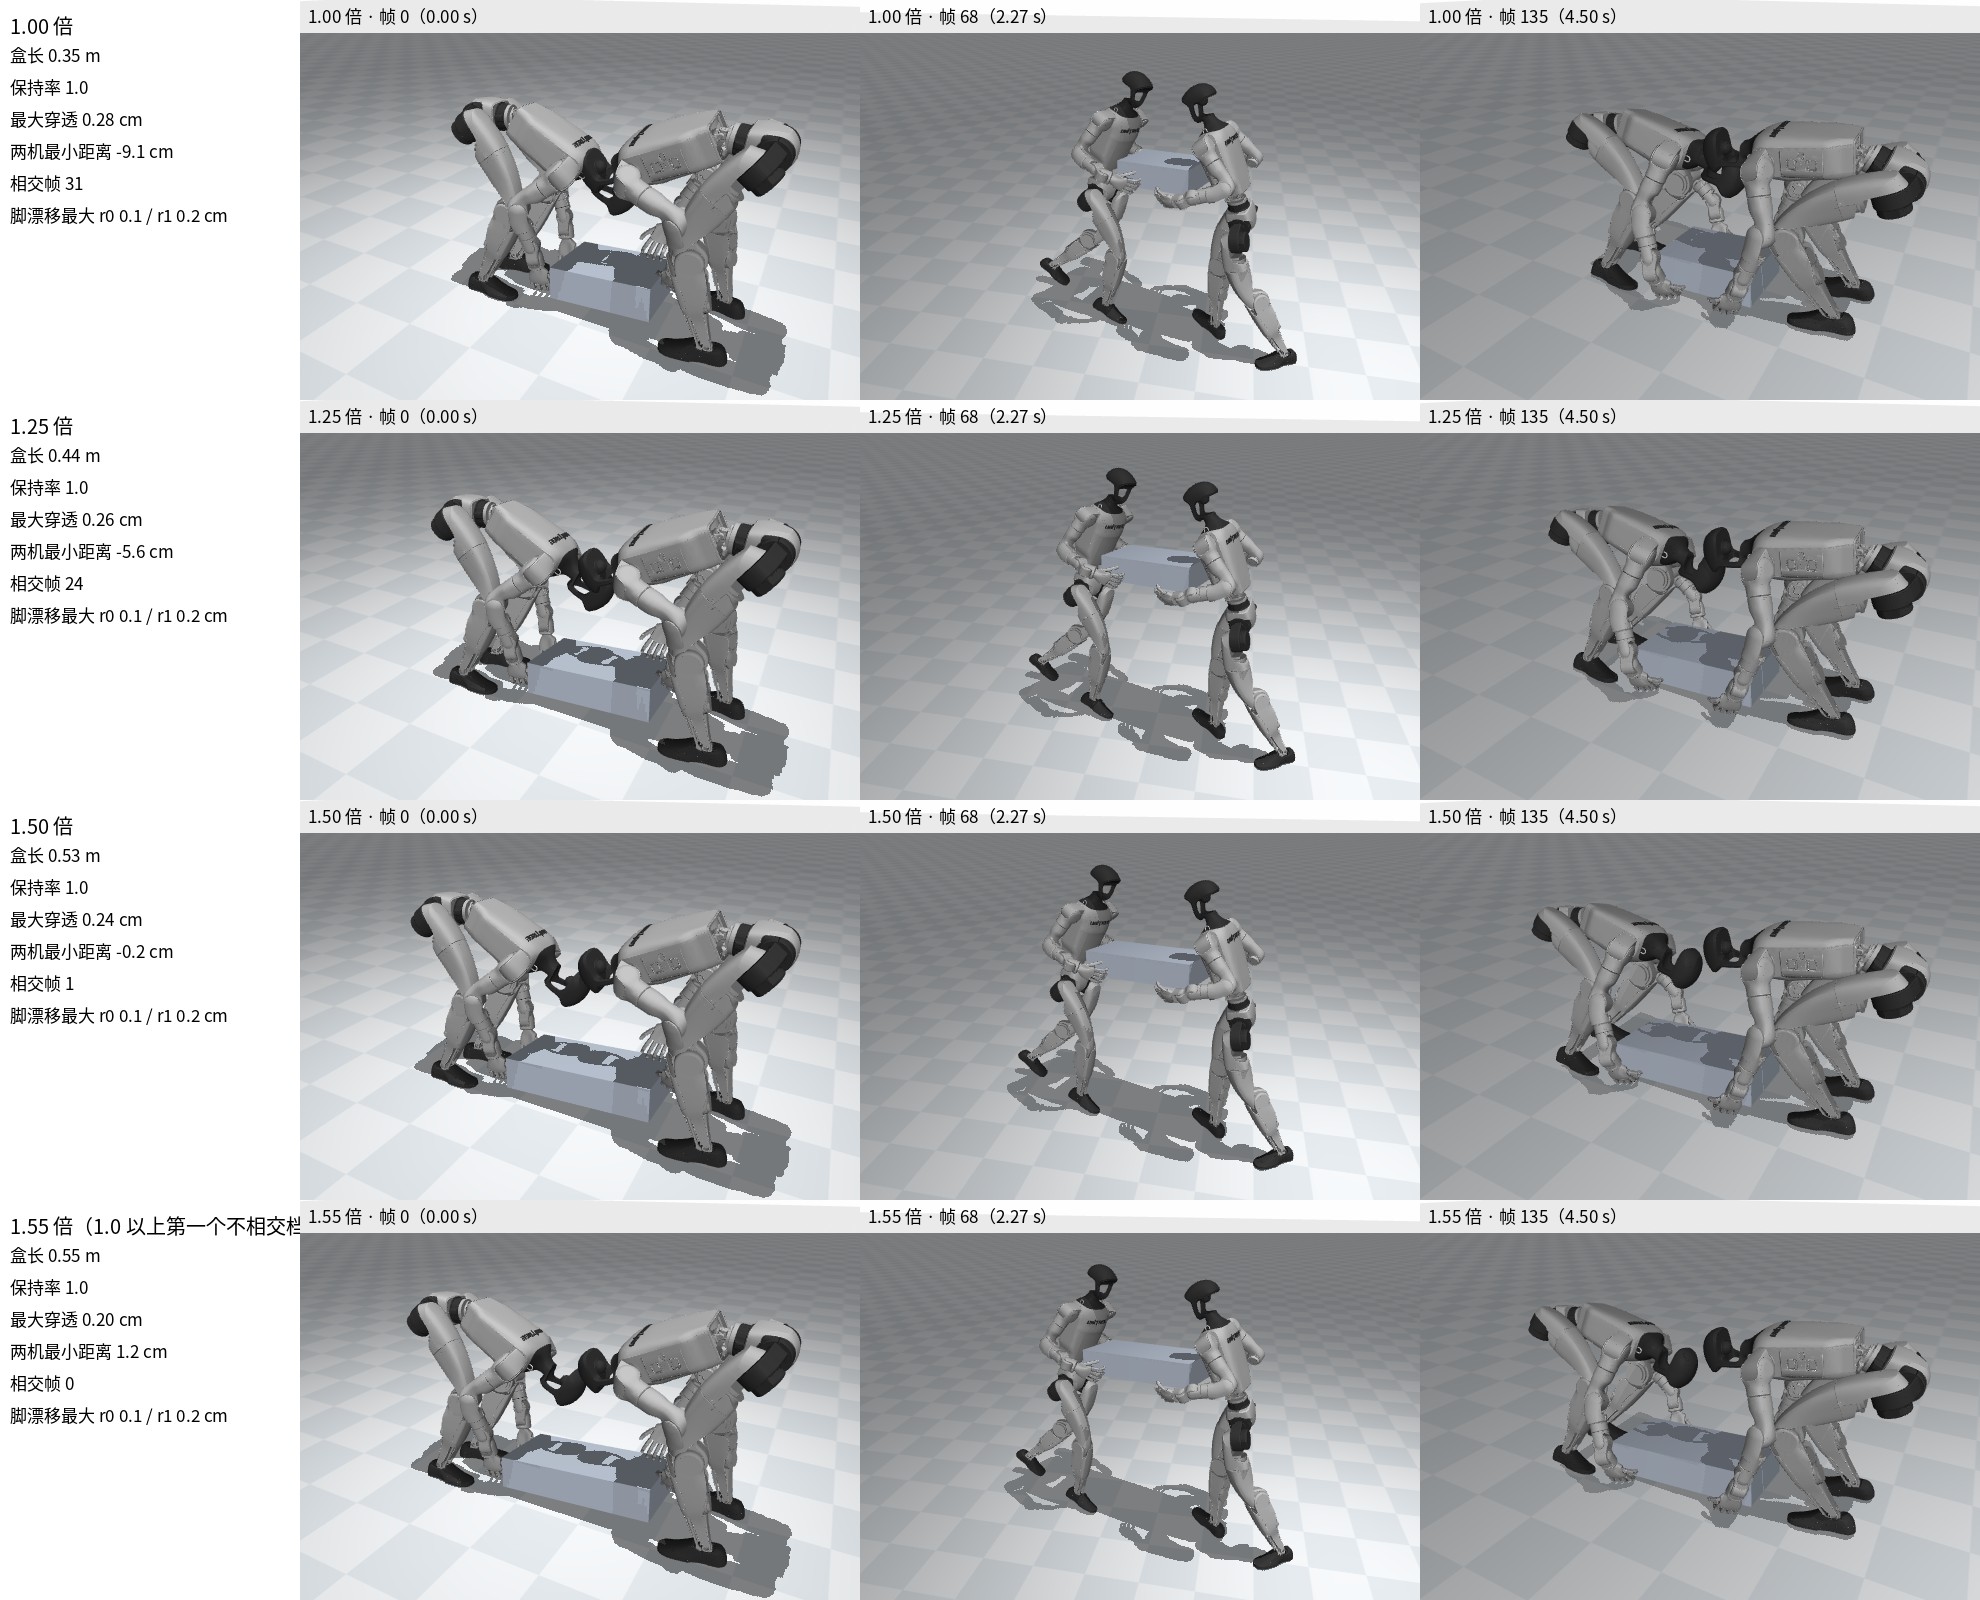 1.00 倍
盒长 0.35 m
保持率 1.0
最大穿透 0.28 cm
两机最小距离 -9.1 cm
相交帧 31
脚漂移最大 r0 0.1 / r1 0.2 cm
1.00 倍 · 帧 0（0.00 s）
1.00 倍 · 帧 68（2.27 s）
1.00 倍 · 帧 135（4.50 s）
1.25 倍
盒长 0.44 m
保持率 1.0
最大穿透 0.26 cm
两机最小距离 -5.6 cm
相交帧 24
脚漂移最大 r0 0.1 / r1 0.2 cm
1.25 倍 · 帧 0（0.00 s）
1.25 倍 · 帧 68（2.27 s）
1.25 倍 · 帧 135（4.50 s）
1.50 倍
盒长 0.53 m
保持率 1.0
最大穿透 0.24 cm
两机最小距离 -0.2 cm
相交帧 1
脚漂移最大 r0 0.1 / r1 0.2 cm
1.50 倍 · 帧 0（0.00 s）
1.50 倍 · 帧 68（2.27 s）
1.50 倍 · 帧 135（4.50 s）
1.55 倍（1.0 以上第一个不相交档
盒长 0.55 m
保持率 1.0
最大穿透 0.20 cm
两机最小距离 1.2 cm
相交帧 0
脚漂移最大 r0 0.1 / r1 0.2 cm
1.55 倍 · 帧 0（0.00 s）
1.55 倍 · 帧 68（2.27 s）
1.55 倍 · 帧 135（4.50 s）